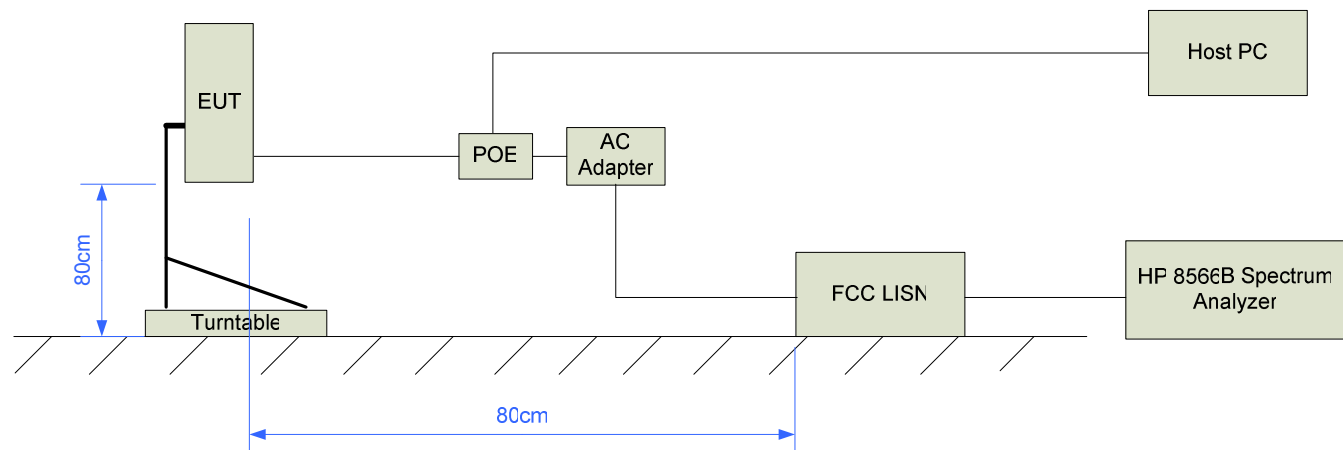 Host PC
EUT
POE
AC
Adapter
80cm
FCC LISN
HP 8566B Spectrum
Analyzer
Turntable
80cm